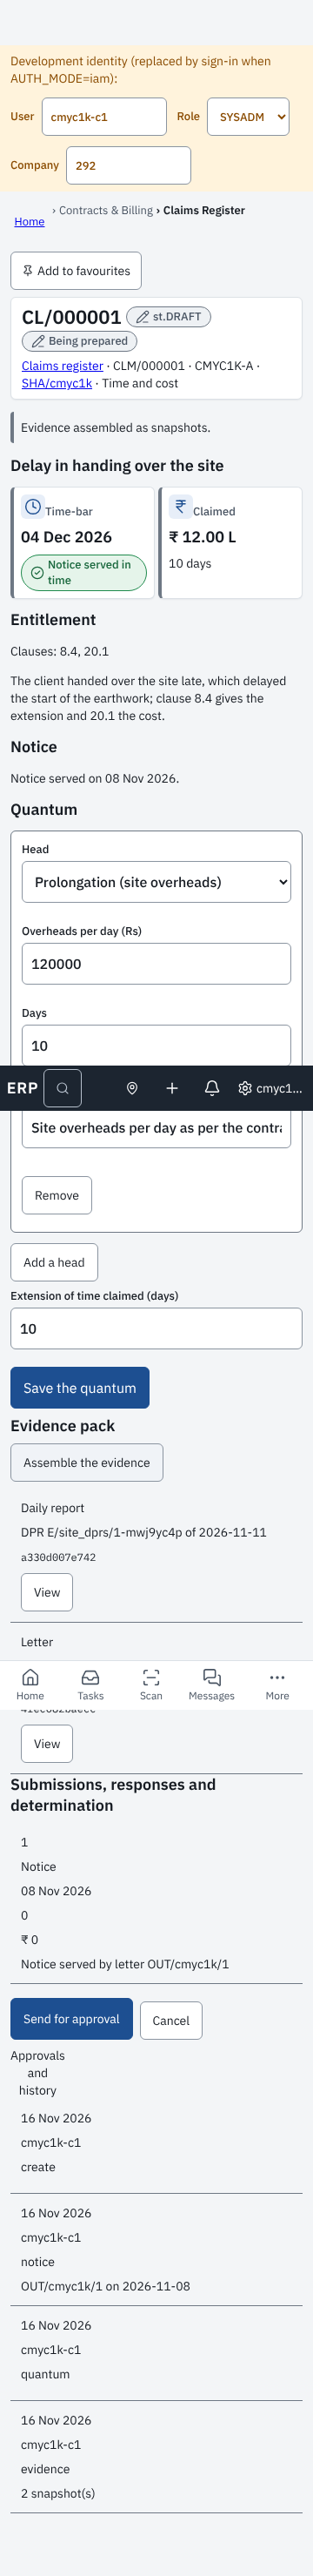 Development identity (replaced by sign-in when
AUTH_MODE=iam):
User cmyc1k-c1 Role SYSADM
Company 292
Home › Contracts & Billing › Claims Register
Add to favourites
CL/000001 st.DRAFT
Being prepared
Claims register · CLM/000001 · CMYC1K-A ·
SHA/cmyc1k · Time and cost
Evidence assembled as snapshots.
Delay in handing over the site
Time-bar
04 Dec 2026
Notice served in
time
₹ Claimed
₹ 12.00 L
10 days
Entitlement
Clauses: 8.4, 20.1
The client handed over the site late, which delayed
the start of the earthwork; clause 8.4 gives the
extension and 20.1 the cost.
Notice
Notice served on 08 Nov 2026.
Quantum
Head
Prolongation (site overheads)
Overheads per day (Rs)
120000
Days
10
ERP cmyc1...
Site overheads per day as per the contra
Remove
Add a head
Extension of time claimed (days)
10
Save the quantum
Evidence pack
Assemble the evidence
Daily report
DPR E/site_dprs/1-mwj9yc4p of 2026-11-11
a330d007e742
View
Letter
Home Tasks Scan Messages More
View
Submissions, responses and
determination
1
Notice
08 Nov 2026
0
₹ 0
Notice served by letter OUT/cmyc1k/1
Send for approval Cancel
Approvals
and
history
16 Nov 2026
cmyc1k-c1
create
16 Nov 2026
cmyc1k-c1
notice
OUT/cmyc1k/1 on 2026-11-08
16 Nov 2026
cmyc1k-c1
quantum
16 Nov 2026
cmyc1k-c1
evidence
2 snapshot(s)